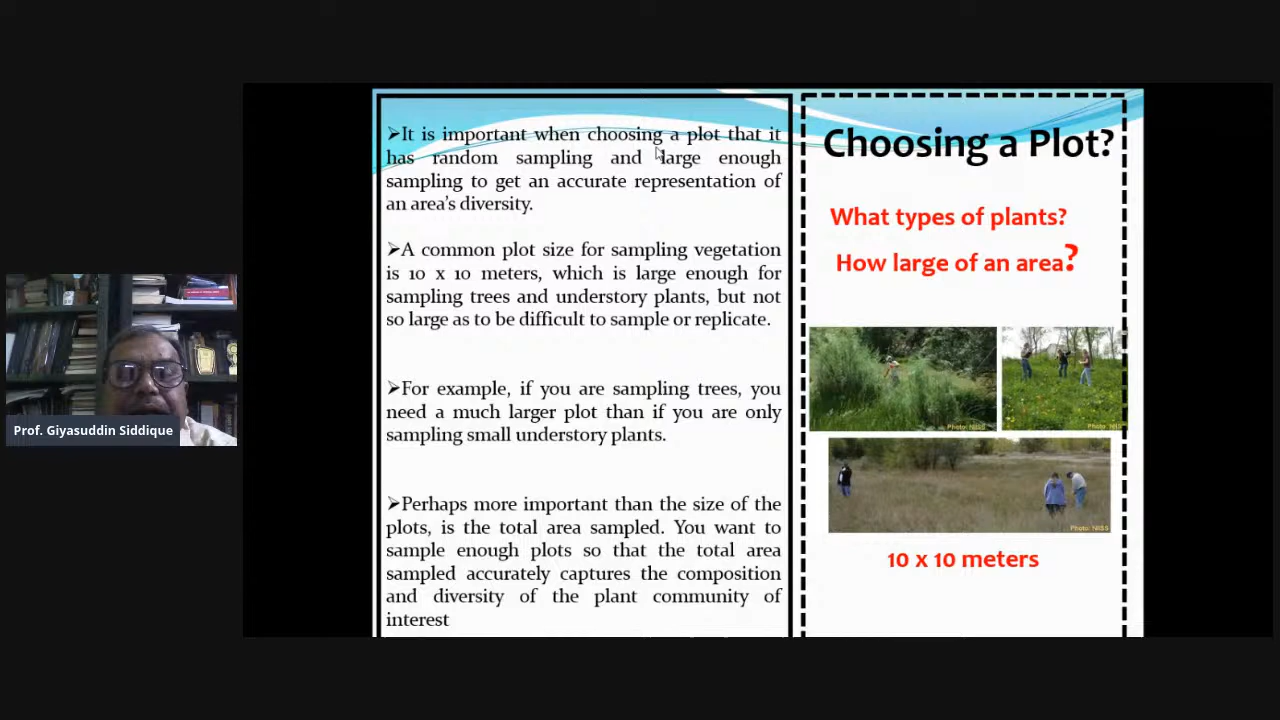 ➢It is important when choosing a plot that it
has random sampling and large enough
sampling to get an accurate representation of
an area's diversity.
➢A common plot size for sampling vegetation
is 10 x 10 meters, which is large enough for
sampling trees and understory plants, but not
so large as to be difficult to sample or replicate.
➢For example, if you are sampling trees, you
need a much larger plot than if you are only
sampling small understory plants.
➢Perhaps more important than the size of the
plots, is the total area sampled. You want to
sample enough plots so that the total area
sampled accurately captures the composition
and diversity of the plant community of
interest
Choosing a Plot?
What types of plants?
How large of an area?
Photo: NIISS
Photo: NIISS
10 x 10 meters
Prof. Giyasuddin Siddique